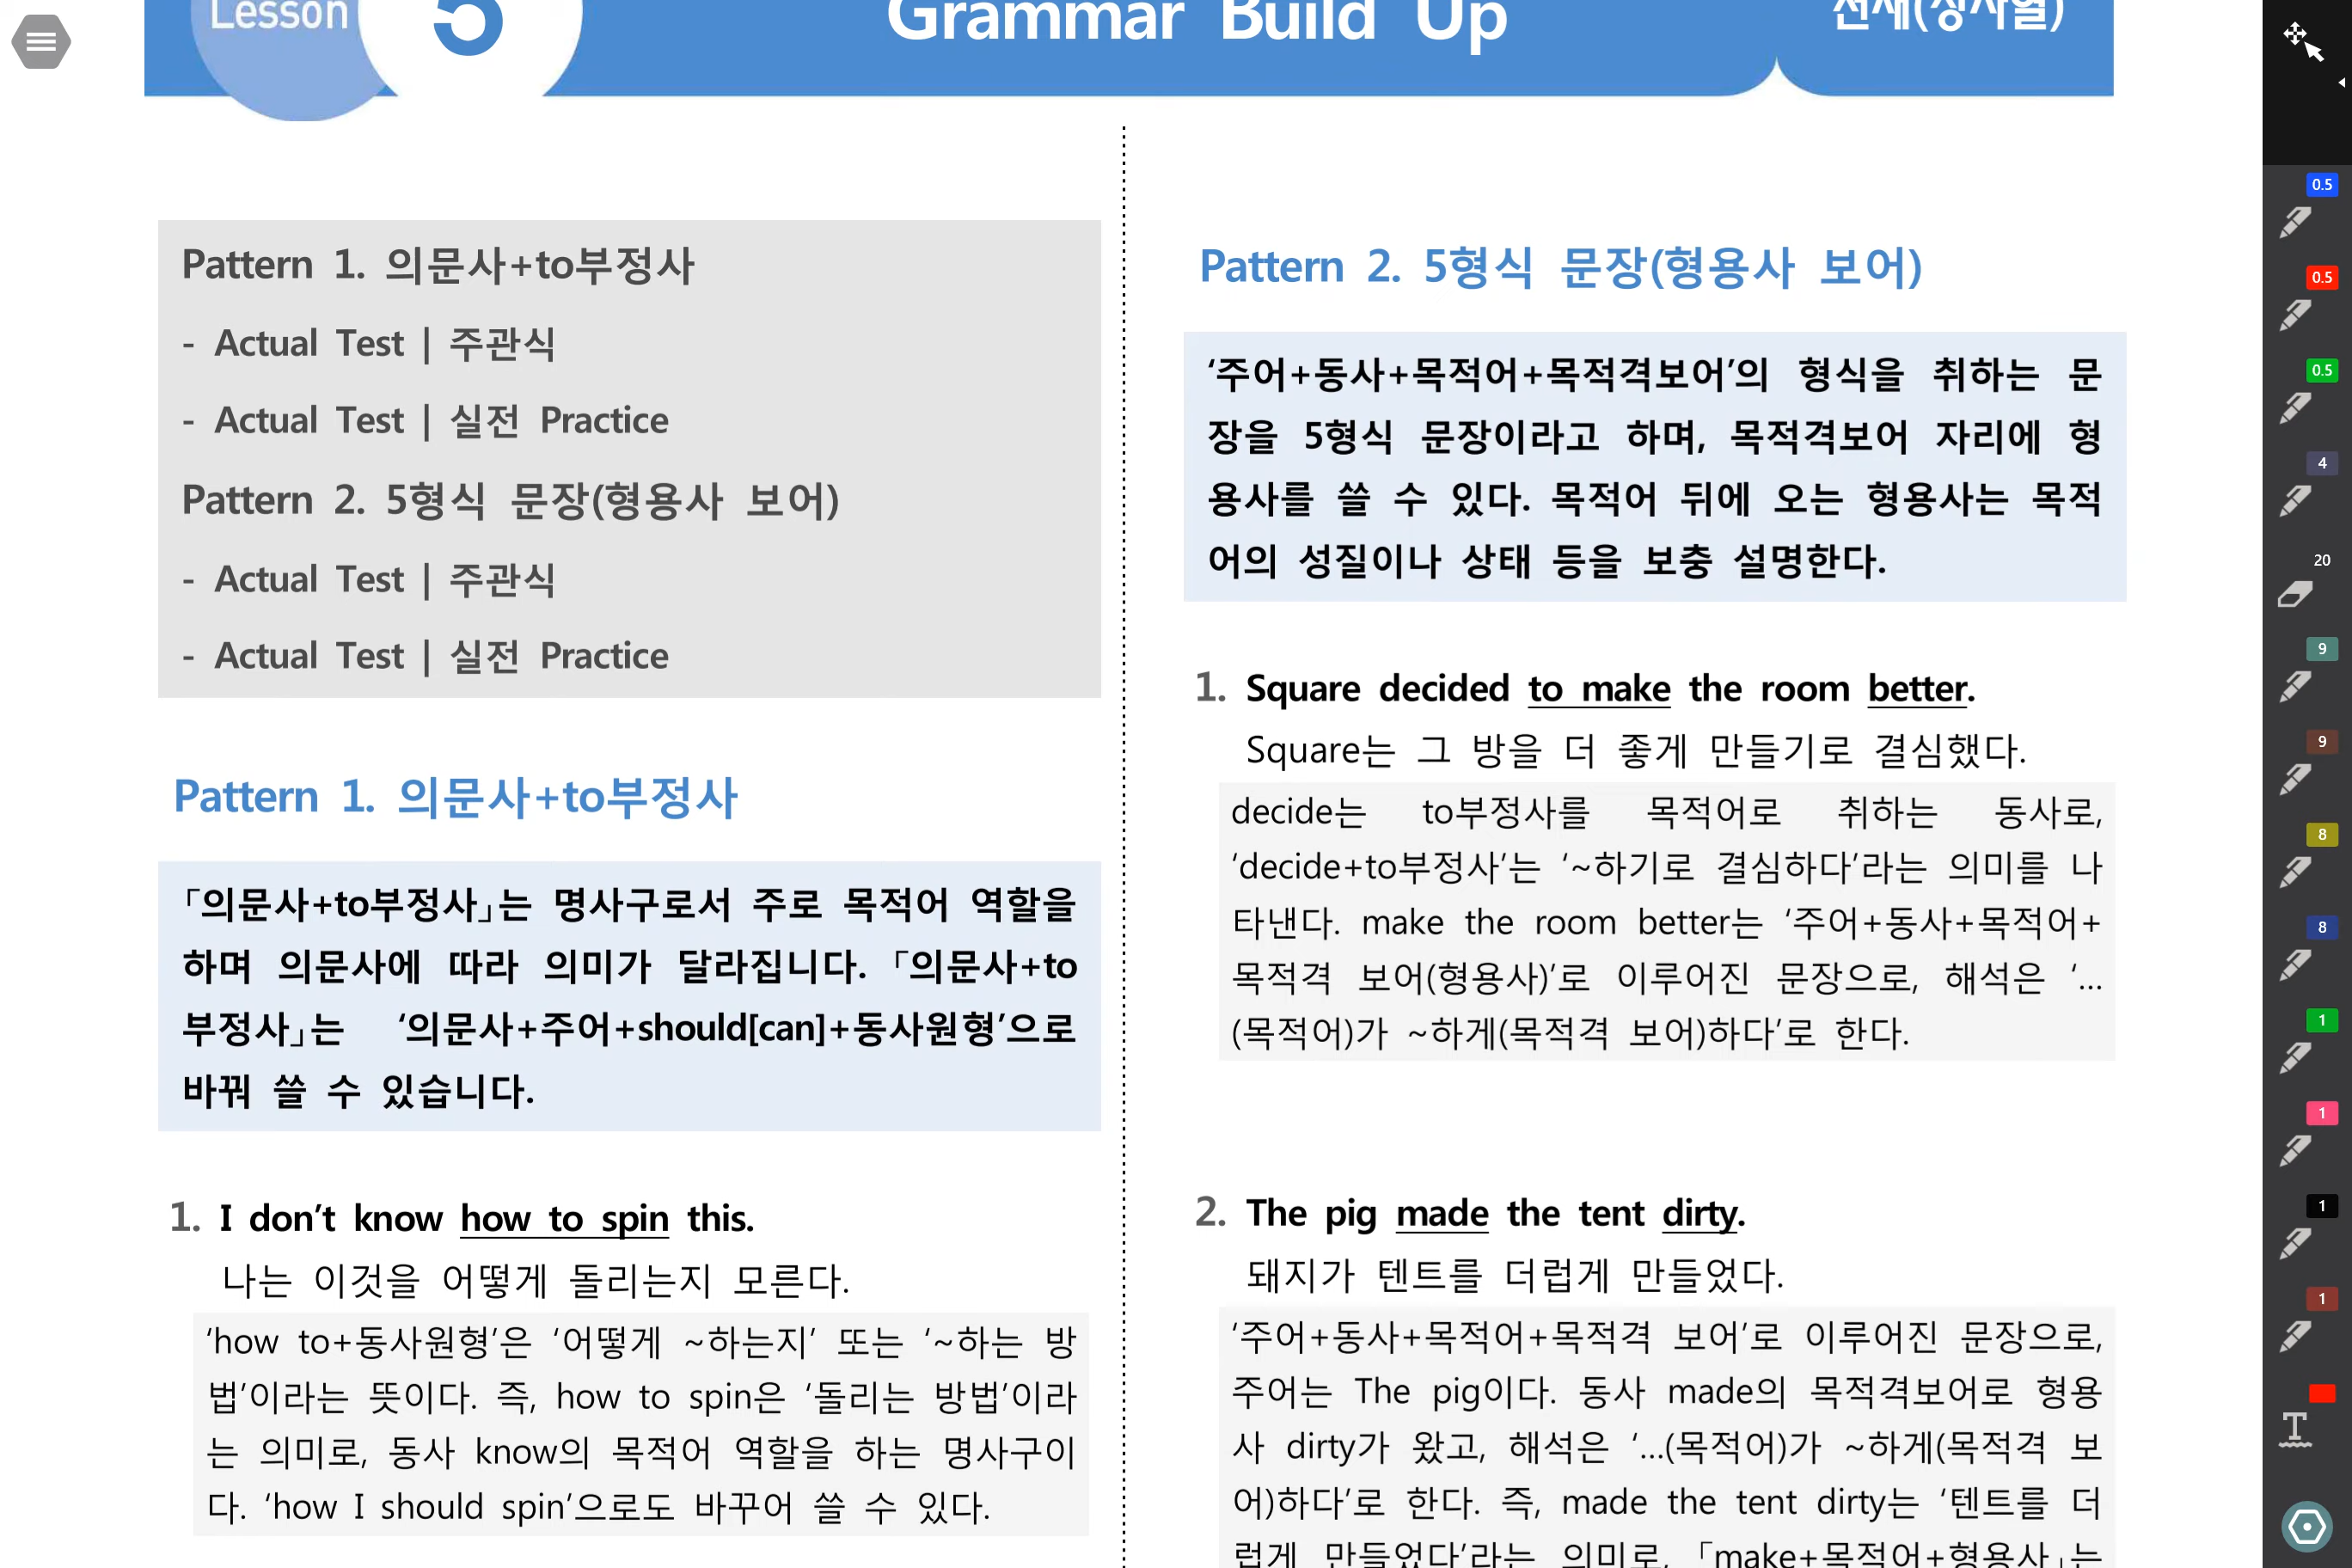 Lesson
5
Grammar Build Up
Pattern 1. 의문사+to부정사
- Actual Test | 주관식
- Actual Test | 실전 Practice
Pattern 2. 5형식 문장(형용사 보어)
- Actual Test | 주관식
- Actual Test | 실전 Practice
Pattern 1. 의문사+to부정사
「의문사+to부정사」는 명사구로서 주로 목적어 역할을
하며 의문사에 따라 의미가 달라집니다. 「의문사+to
부정사」는 ‘의문사+주어+should[can]+동사원형’으로
바꿔 쓸 수 있습니다.
1. I don’t know how to spin this.
나는 이것을 어떻게 돌리는지 모른다.
‘how to+동사원형’은 ‘어떻게 ~하는지’ 또는 ‘~하는 방
법’이라는 뜻이다. 즉, how to spin은 ‘돌리는 방법’이라
는 의미로, 동사 know의 목적어 역할을 하는 명사구이
다. ‘how I should spin’으로도 바꾸어 쓸 수 있다.
Pattern 2. 5형식 문장(형용사 보어)
‘주어+동사+목적어+목적격보어’의 형식을 취하는 문
장을 5형식 문장이라고 하며, 목적격보어 자리에 형
용사를 쓸 수 있다. 목적어 뒤에 오는 형용사는 목적
어의 성질이나 상태 등을 보충 설명한다.
1. Square decided to make the room better.
Square는 그 방을 더 좋게 만들기로 결심했다.
decide는 to부정사를 목적어로 취하는 동사로,
‘decide+to부정사’는 ‘~하기로 결심하다’라는 의미를 나
타낸다. make the room better는 ‘주어+동사+목적어+
목적격 보어(형용사)’로 이루어진 문장으로, 해석은 ‘…
(목적어)가 ~하게(목적격 보어)하다’로 한다.
2. The pig made the tent dirty.
돼지가 텐트를 더럽게 만들었다.
‘주어+동사+목적어+목적격 보어’로 이루어진 문장으로,
주어는 The pig이다. 동사 made의 목적격보어로 형용
사 dirty가 왔고, 해석은 ‘…(목적어)가 ~하게(목적격 보
어)하다’로 한다. 즉, made the tent dirty는 ‘텐트를 더
럽게 만들었다’라는 의미로, 「make+목적어+형용사」는
0.5
0.5
0.5
4
20
9
9
8
8
1
1
1
1